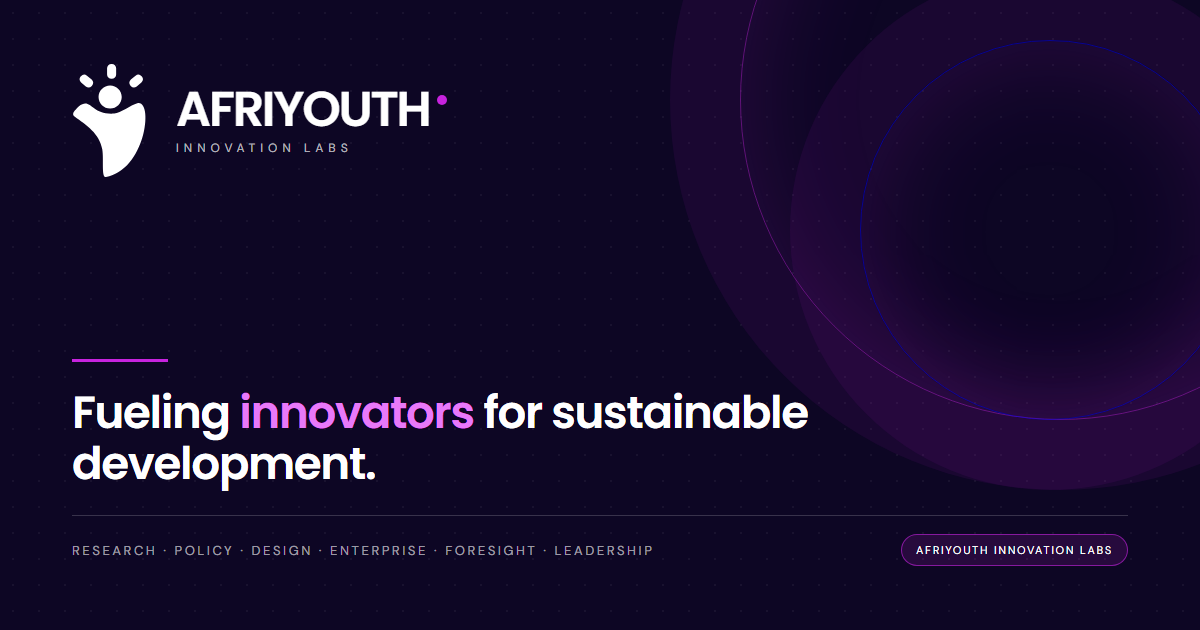 AFRIYOUTH
INNOVATION LABS
Fueling innovators for sustainable
development.
RESEARCH · POLICY · DESIGN · ENTERPRISE · FORESIGHT · LEADERSHIP
AFRIYOUTH INNOVATION LABS